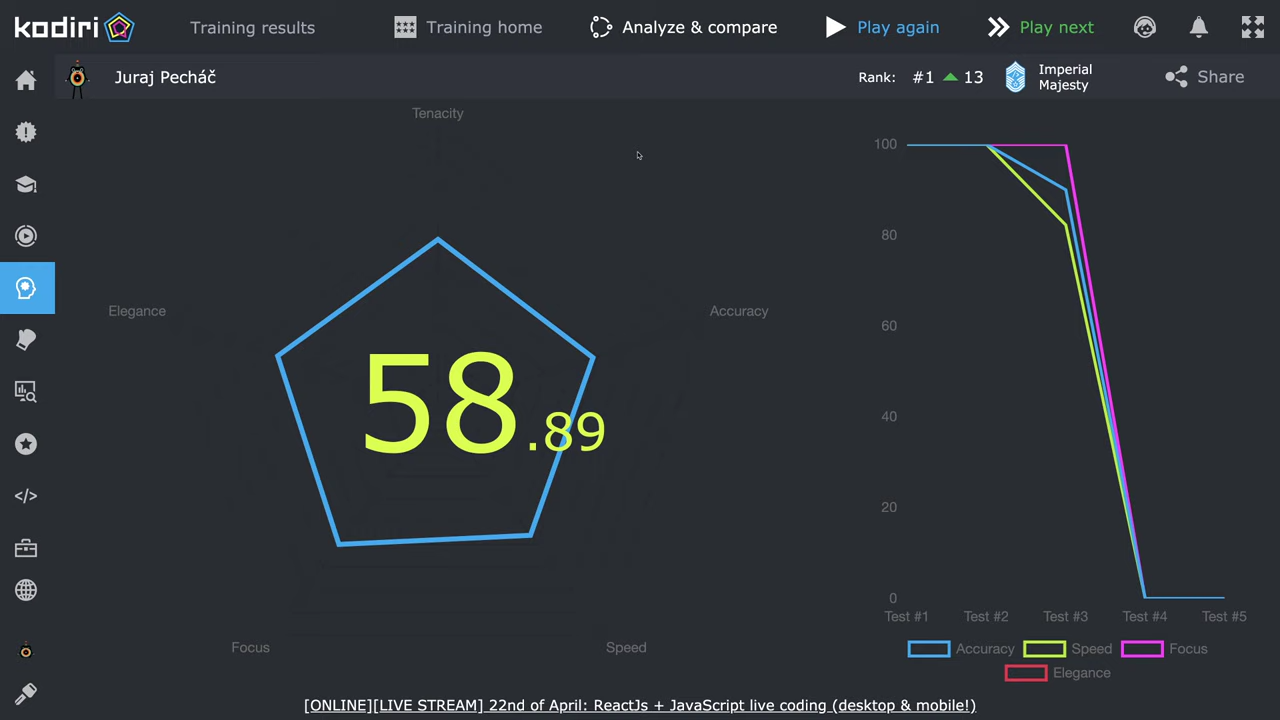 kodiri
Training results
Training home
Analyze & compare
Play again
Play next
Juraj Pecháč
Rank: #1 13
Imperial
Majesty
Share
Tenacity
Elegance
Accuracy
58.89
Focus
Speed
100
80
60
40
20
0
Test #1 Test #2 Test #3 Test #4 Test #5
Accuracy Speed Focus
Elegance
[ONLINE][LIVE STREAM] 22nd of April: ReactJs + JavaScript live coding (desktop & mobile!)